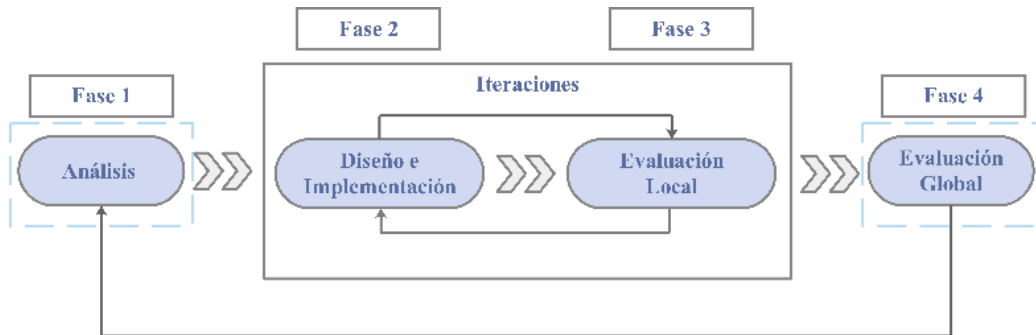 Fase 2
Fase 3
Iteraciones
Fase 1
Fase 4
Análisis
Diseño e
Implementación
Evaluación
Local
Evaluación
Global